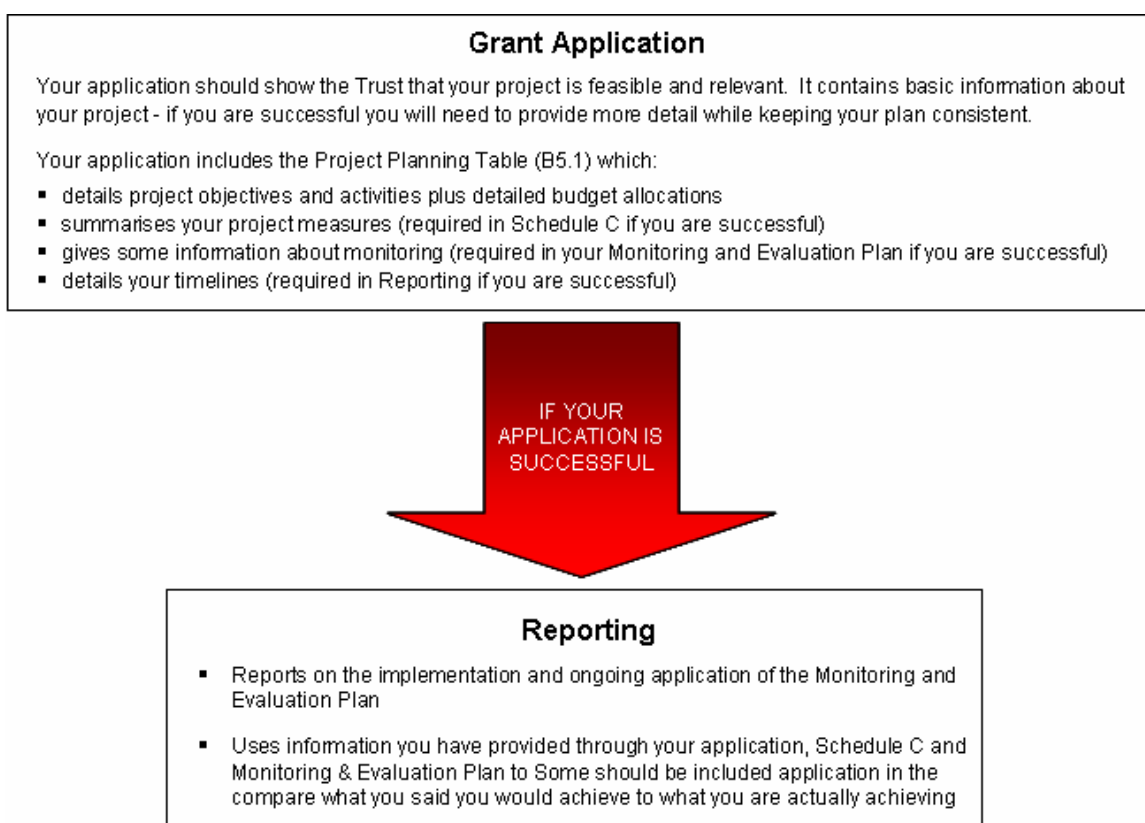 Grant Application
Your application should show the Trust that your project is feasible and relevant.  It contains basic information about
your project - if you are successful you will need to provide more detail while keeping your plan consistent.
Your application includes the Project Planning Table (B5.1) which:
▪ details project objectives and activities plus detailed budget allocations
▪ summarises your project measures (required in Schedule C if you are successful)
▪ gives some information about monitoring (required in your Monitoring and Evaluation Plan if you are successful)
▪ details your timelines (required in Reporting if you are successful)
IF YOUR
APPLICATION IS
SUCCESSFUL
Reporting
▪ Reports on the implementation and ongoing application of the Monitoring and
Evaluation Plan
▪ Uses information you have provided through your application, Schedule C and
Monitoring & Evaluation Plan to Some should be included application in the
compare what you said you would achieve to what you are actually achieving